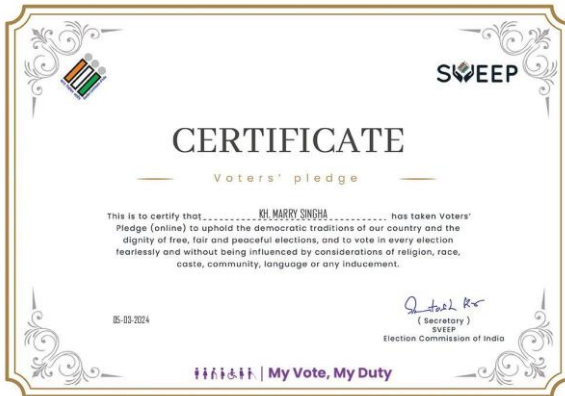 SVEEP
CERTIFICATE
Voters' pledge
This is to certify that KH. MARRY SINGHA has taken Voters'
Pledge (online) to uphold the democratic traditions of our country and the
dignity of free, fair and peaceful elections, and to vote in every election
fearlessly and without being influenced by considerations of religion, race,
caste, community, language or any inducement.
05-03-2024
( Secretary )
SVEEP
Election Commission of India
My Vote, My Duty